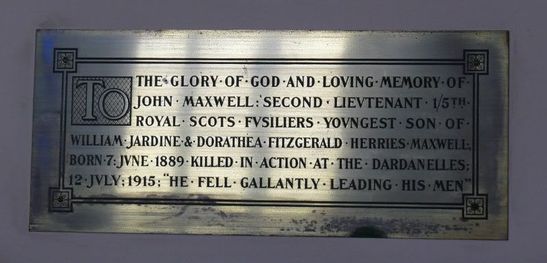 TO THE · GLORY · OF · GOD · AND · LOVING · MEMORY · OF ·
JOHN · MAXWELL : SECOND · LIEVTENANT · 1/5TH ·
ROYAL · SCOTS · FVSILIERS · YOVNGEST · SON · OF ·
WILLIAM · JARDINE · & · DORATHEA · FITZGERALD · HERRIES · MAXWELL;
BORN · 7; JVNE · 1889 · KILLED · IN · ACTION · AT · THE · DARDANELLES;
12 · JVLY; 1915; "HE · FELL · GALLANTLY · LEADING · HIS · MEN"